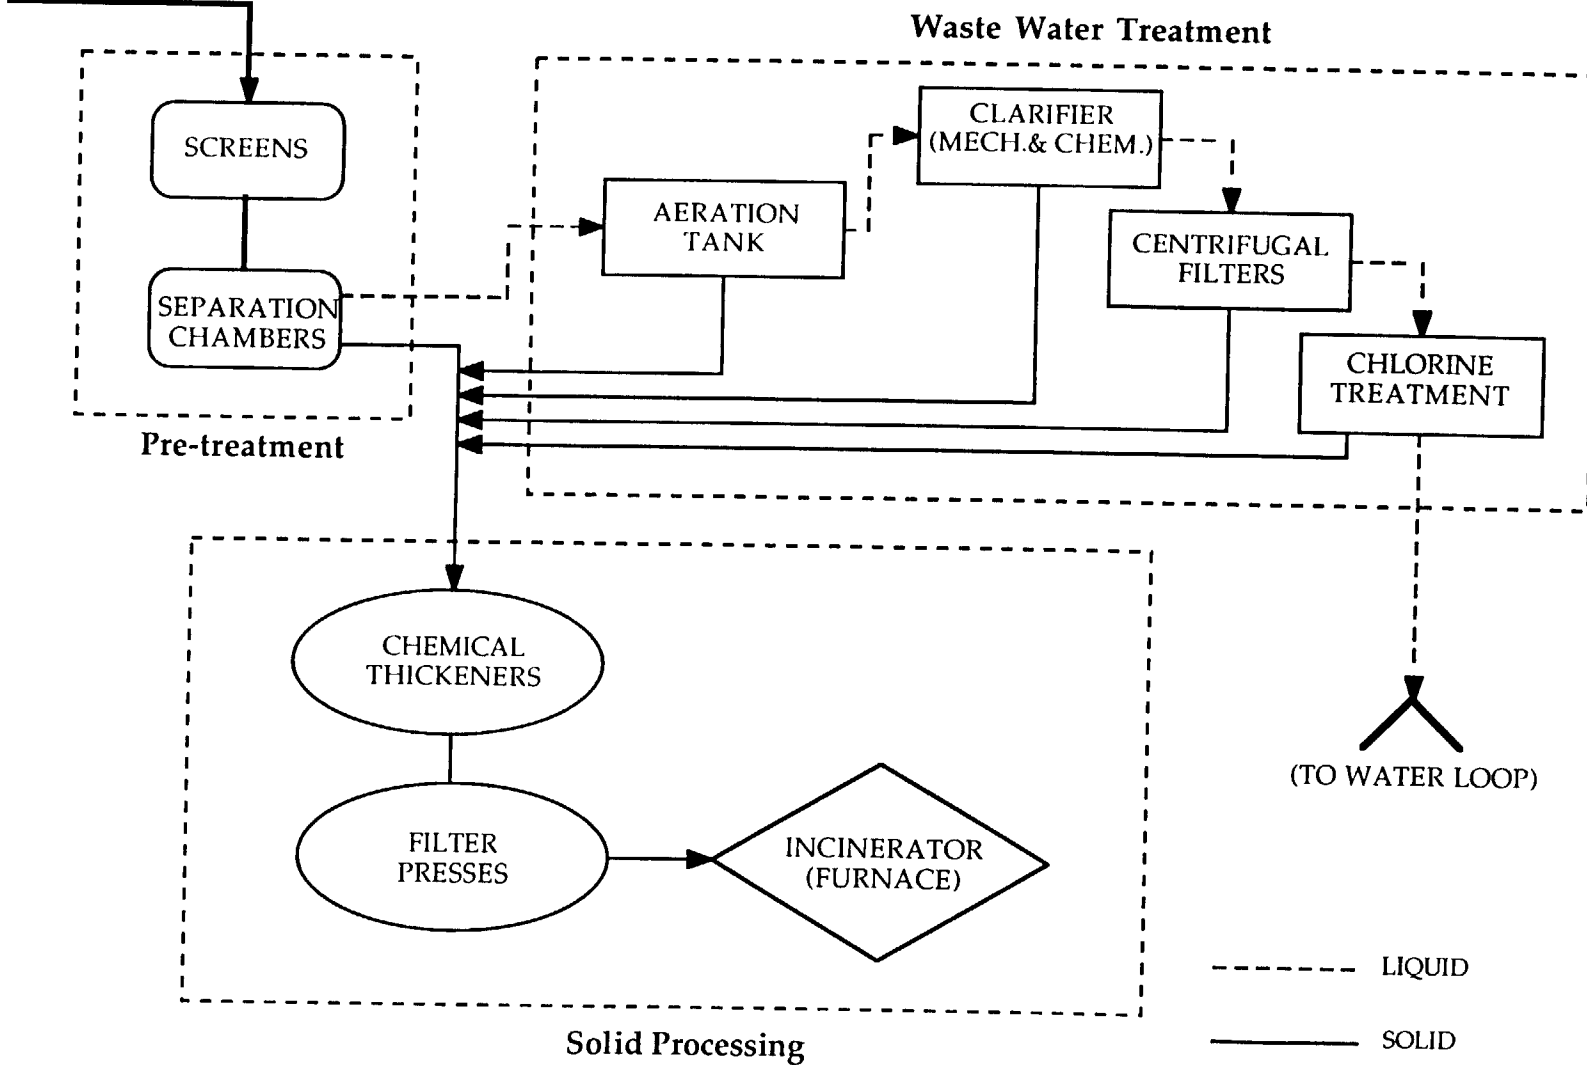 Waste Water Treatment
SCREENS
SEPARATION
CHAMBERS
Pre-treatment
AERATION
TANK
CLARIFIER
(MECH.& CHEM.)
CENTRIFUGAL
FILTERS
CHLORINE
TREATMENT
(TO WATER LOOP)
CHEMICAL
THICKENERS
FILTER
PRESSES
INCINERATOR
(FURNACE)
Solid Processing
LIQUID
SOLID